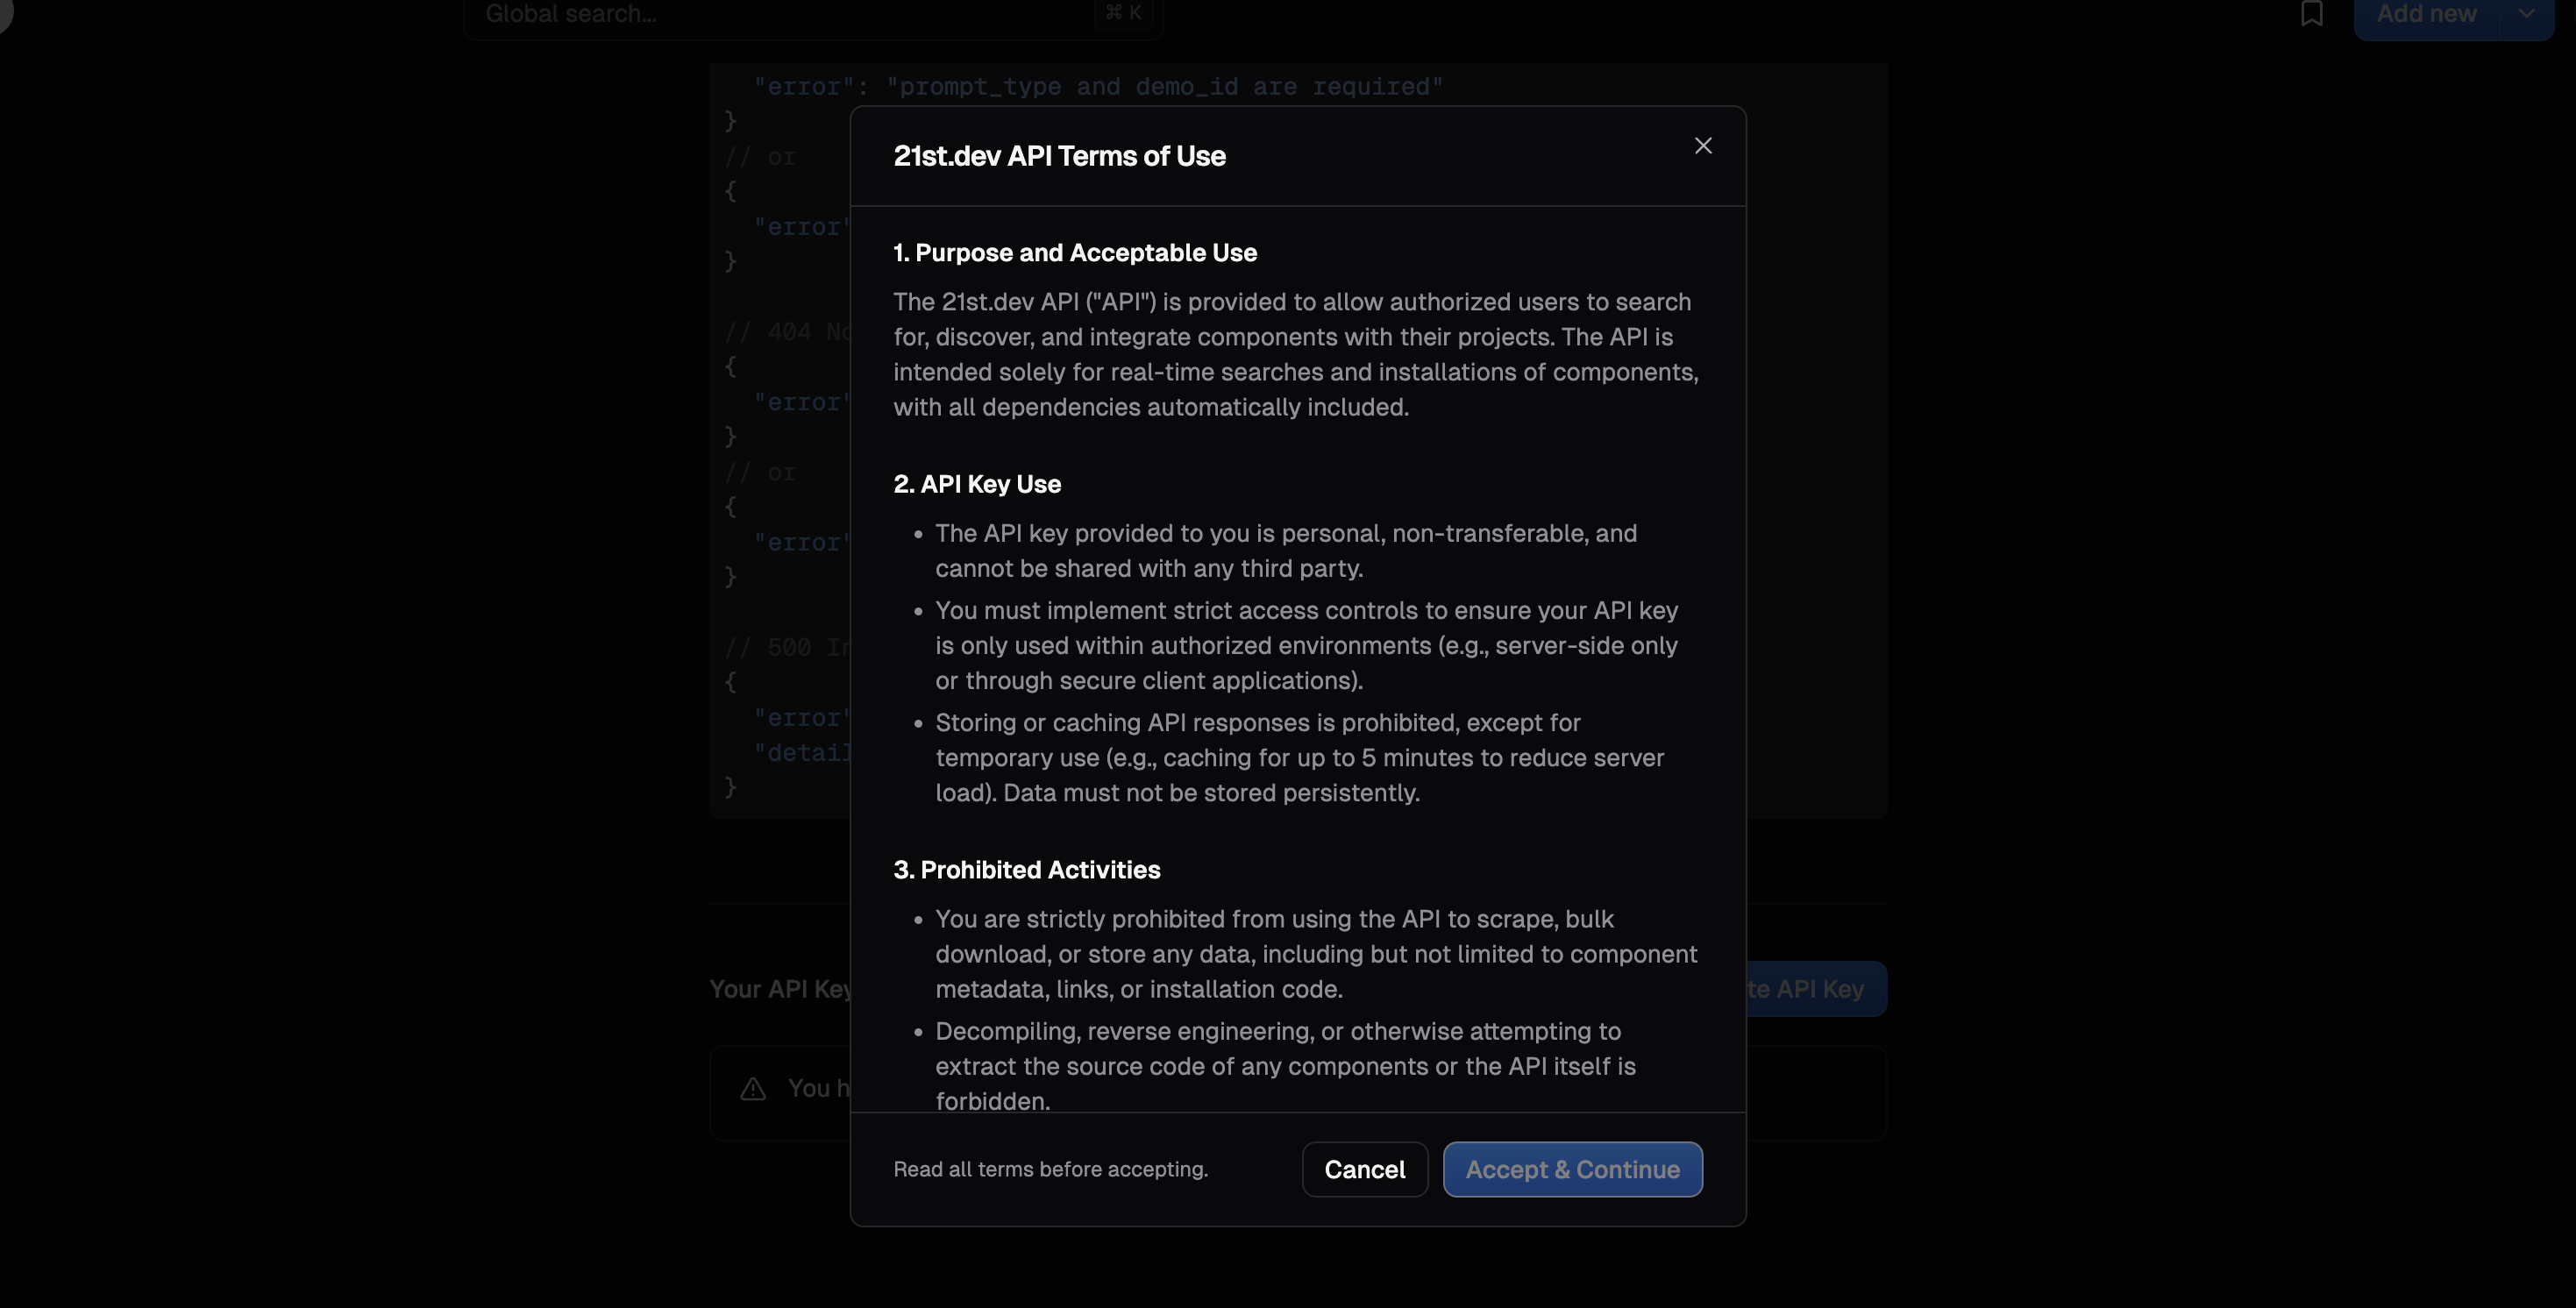 Global search...
⌘ K
Add new
"error": "prompt_type and demo_id are required"
}
// or
{
"error"
}
// 404
{
"error"
}
// or
{
"error"
}
// 500
{
"error"
}
21st.dev API Terms of Use
1. Purpose and Acceptable Use
The 21st.dev API ("API") is provided to allow authorized users to search
for, discover, and integrate components with their projects. The API is
intended solely for real-time searches and installations of components,
with all dependencies automatically included.
2. API Key Use
• The API key provided to you is personal, non-transferable, and
cannot be shared with any third party.
• You must implement strict access controls to ensure your API key
is only used within authorized environments (e.g., server-side only
or through secure client applications).
• Storing or caching API responses is prohibited, except for
temporary use (e.g., caching for up to 5 minutes to reduce server
load). Data must not be stored persistently.
3. Prohibited Activities
• You are strictly prohibited from using the API to scrape, bulk
download, or store any data, including but not limited to component
metadata, links, or installation code.
• Decompiling, reverse engineering, or otherwise attempting to
extract the source code of any components or the API itself is
forbidden.
Read all terms before accepting.
Cancel
Accept & Continue
Your API Key
API Key
You